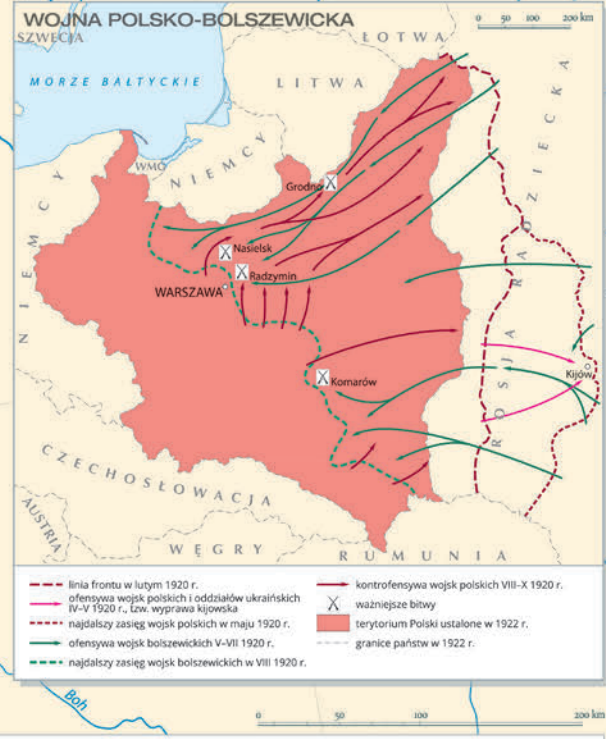 WOJNA POLSKO-BOLSZEWICKA
SZWECJA
ŁOTWA
0 50 100 200 km
MORZE BAŁTYCKIE
LITWA
WMG
NIEMCY
NIEMCY
Grodno
Nasielsk
Radzymin
WARSZAWA
ROSJA RADZIECKA
Kijów
Komarów
CZECHOSŁOWACJA
AUSTRIA
WĘGRY
RUMUNIA
linia frontu w lutym 1920 r.
ofensywa wojsk polskich i oddziałów ukraińskich
IV–V 1920 r., tzw. wyprawa kijowska
najdalszy zasięg wojsk polskich w maju 1920 r.
ofensywa wojsk bolszewickich V–VII 1920 r.
najdalszy zasięg wojsk bolszewickich w VIII 1920 r.
kontrofensywa wojsk polskich VIII–X 1920 r.
ważniejsze bitwy
terytorium Polski ustalone w 1922 r.
granice państw w 1922 r.
Boh
0 50 100 200 km